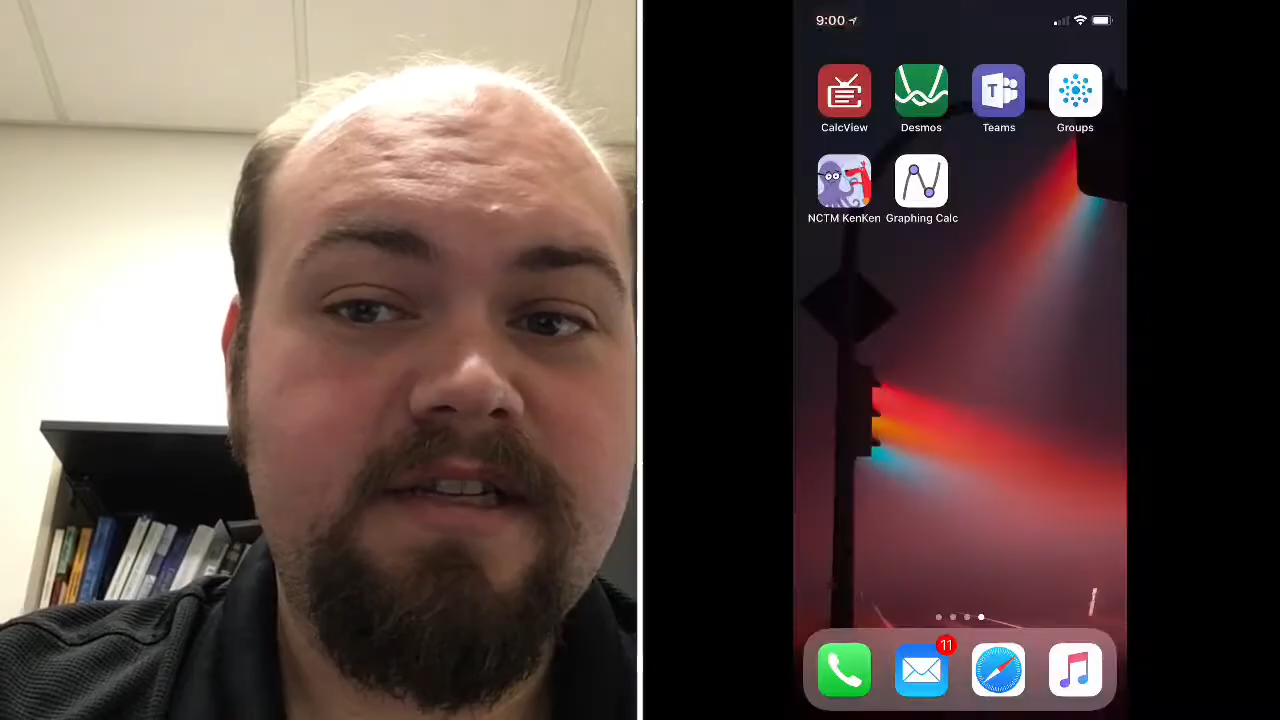 9:00
CalcView Desmos Teams Groups
T
NCTM KenKen Graphing Calc
11